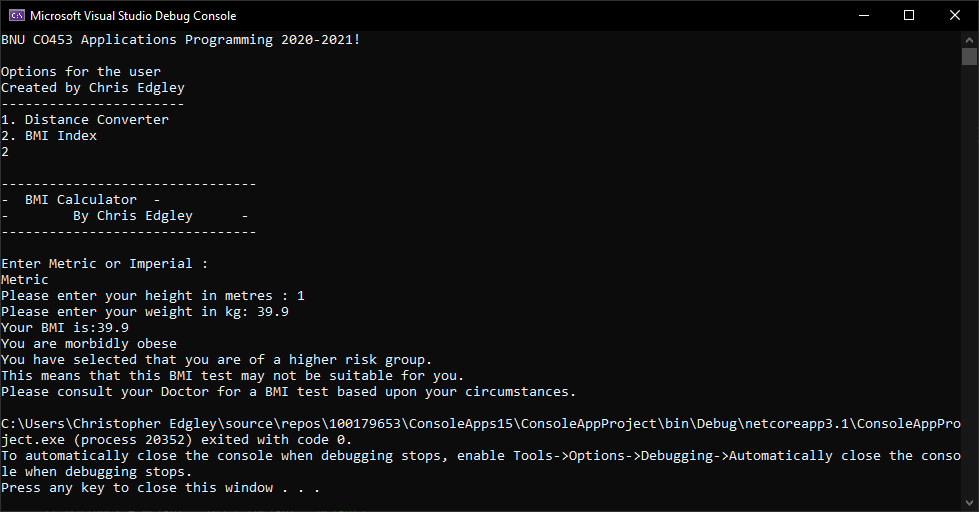 Microsoft Visual Studio Debug Console
BNU CO453 Applications Programming 2020-2021!
Options for the user
Created by Chris Edgley
-----------------------
1. Distance Converter
2. BMI Index
2
--------------------------------
-  BMI Calculator  -
-        By Chris Edgley      -
--------------------------------
Enter Metric or Imperial :
Metric
Please enter your height in metres : 1
Please enter your weight in kg: 39.9
Your BMI is:39.9
You are morbidly obese
You have selected that you are of a higher risk group.
This means that this BMI test may not be suitable for you.
Please consult your Doctor for a BMI test based upon your circumstances.
C:\Users\Christopher Edgley\source\repos\100179653\ConsoleApps15\ConsoleAppProject\bin\Debug\netcoreapp3.1\ConsoleAppPro
ject.exe (process 20352) exited with code 0.
To automatically close the console when debugging stops, enable Tools->Options->Debugging->Automatically close the conso
le when debugging stops.
Press any key to close this window . . .